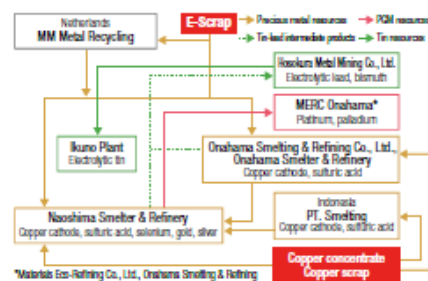 Netherlands
MM Metal Recycling
E-Scrap
Precious metal resources
PGM resources
Tin-lead intermediate products
Tin resources
Hosokura Metal Mining Co., Ltd.
Electrolytic lead, bismuth
MERC Onahama*
Platinum, palladium
Ikuno Plant
Electrolytic tin
Onahama Smelting & Refining Co., Ltd.,
Onahama Smelter & Refinery
Copper cathode, sulfuric acid
Naoshima Smelter & Refinery
Copper cathode, sulfuric acid, selenium, gold, silver
Indonesia
PT. Smelting
Copper cathode, sulfuric acid
Copper concentrate
Copper scrap
*Materials Eco-Refining Co., Ltd., Onahama Smelting & Refining